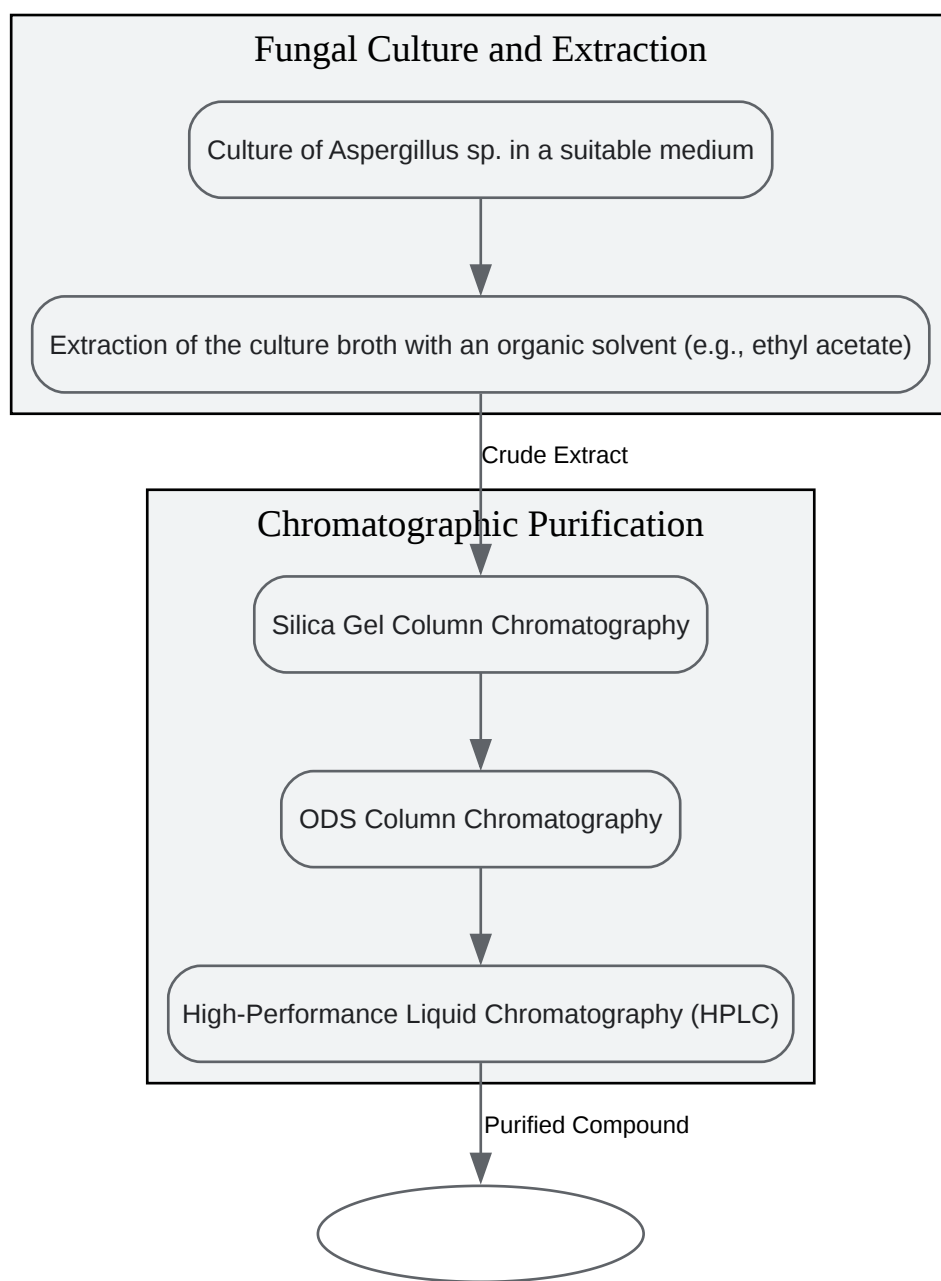 Fungal Culture and Extraction
Culture of Aspergillus sp. in a suitable medium
Extraction of the culture broth with an organic solvent (e.g., ethyl acetate)
Crude Extract
Chromatographic Purification
Silica Gel Column Chromatography
ODS Column Chromatography
High-Performance Liquid Chromatography (HPLC)
Purified Compound